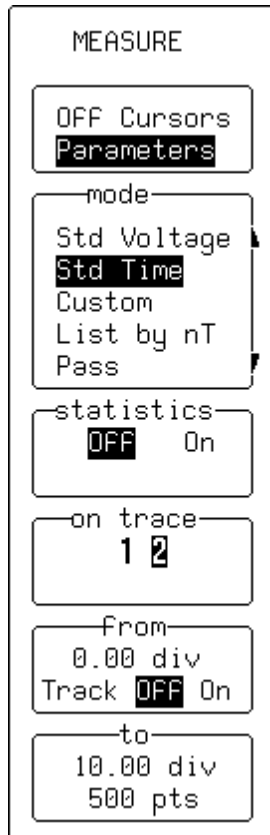 MEASURE
OFF Cursors
Parameters
mode
Std Voltage
Std Time
Custom
List by nT
Pass
statistics
OFF On
on trace
1 2
from
0.00 div
Track OFF On
to
10.00 div
500 pts